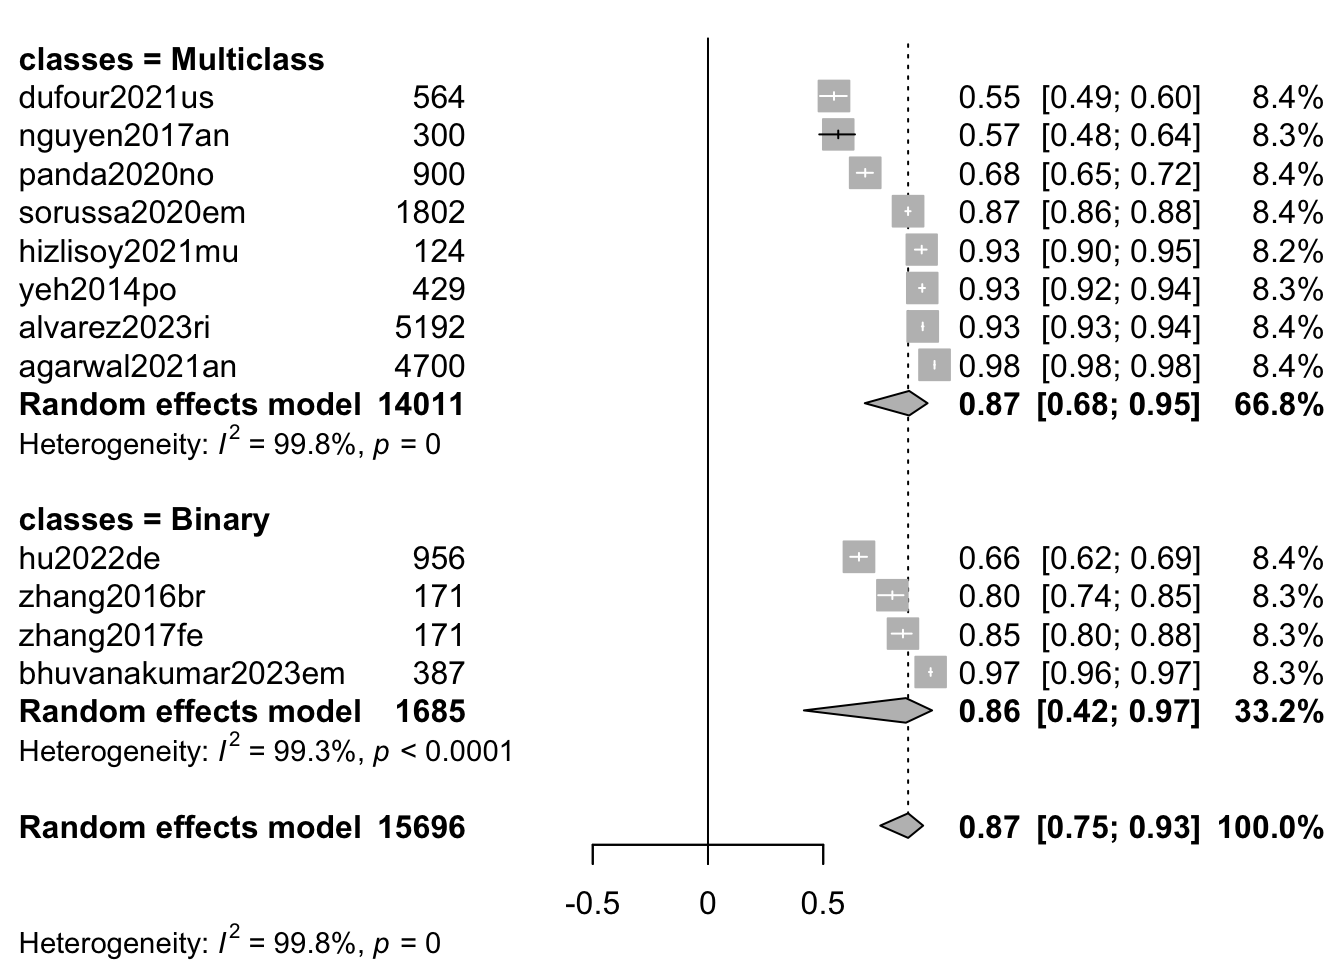 classes = Multiclass
dufour2021us 564 0.55 [0.49; 0.60] 8.4%
nguyen2017an 300 0.57 [0.48; 0.64] 8.3%
panda2020no 900 0.68 [0.65; 0.72] 8.4%
sorussa2020em 1802 0.87 [0.86; 0.88] 8.4%
hizlisoy2021mu 124 0.93 [0.90; 0.95] 8.2%
yeh2014po 429 0.93 [0.92; 0.94] 8.3%
alvarez2023ri 5192 0.93 [0.93; 0.94] 8.4%
agarwal2021an 4700 0.98 [0.98; 0.98] 8.4%
Random effects model 14011 0.87 [0.68; 0.95] 66.8%
Heterogeneity: I² = 99.8%, p = 0
classes = Binary
hu2022de 956 0.66 [0.62; 0.69] 8.4%
zhang2016br 171 0.80 [0.74; 0.85] 8.3%
zhang2017fe 171 0.85 [0.80; 0.88] 8.3%
bhuvanakumar2023em 387 0.97 [0.96; 0.97] 8.3%
Random effects model 1685 0.86 [0.42; 0.97] 33.2%
Heterogeneity: I² = 99.3%, p < 0.0001
Random effects model 15696 0.87 [0.75; 0.93] 100.0%
-0.5 0 0.5
Heterogeneity: I² = 99.8%, p = 0